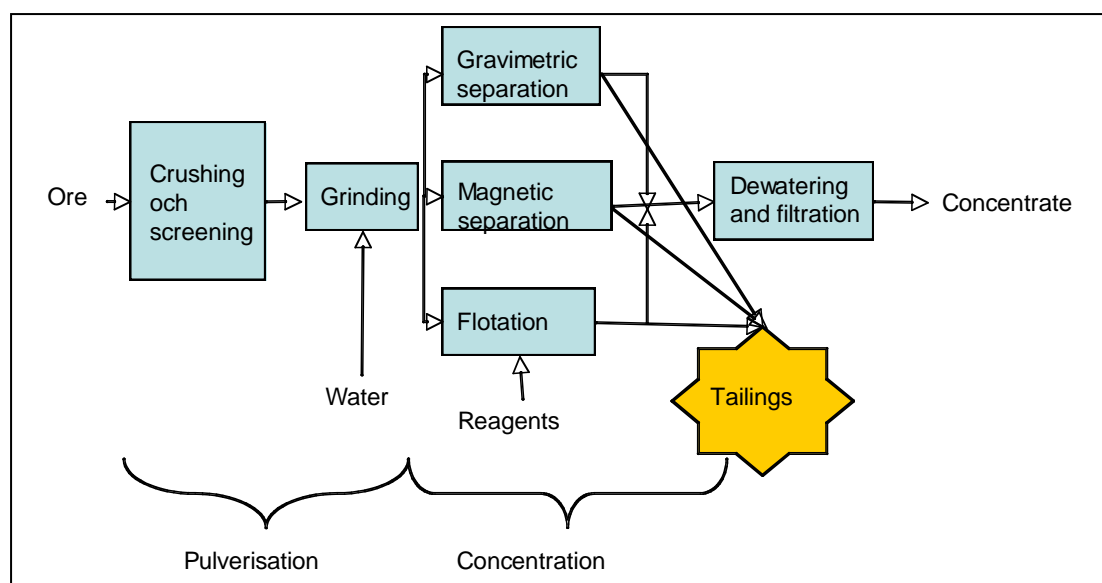 Ore
Crushing
och
screening
Grinding
Water
Gravimetric
separation
Magnetic
separation
Flotation
Reagents
Dewatering
and filtration
Concentrate
Tailings
Pulverisation
Concentration